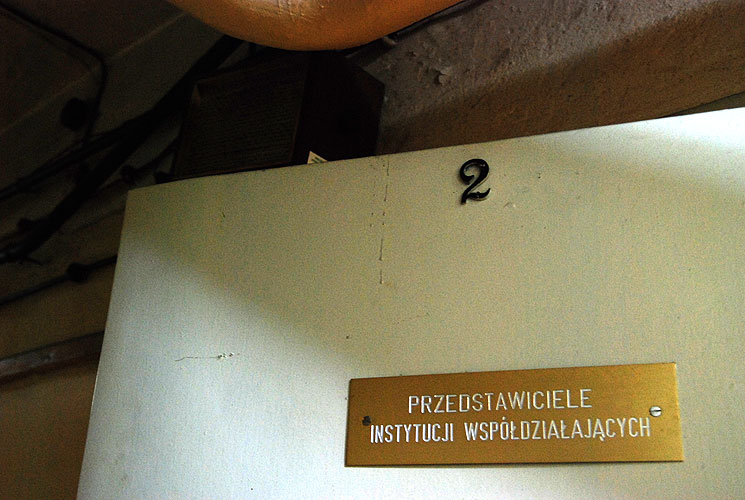 2
PRZEDSTAWICIELE
INSTYTUCJI WSPÓŁDZIAŁAJĄCYCH